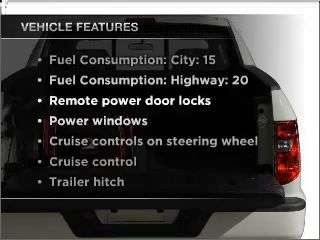 VEHICLE FEATURES
• Fuel Consumption: City: 15
• Fuel Consumption: Highway: 20
• Remote power door locks
• Power windows
• Cruise controls on steering wheel
• Cruise control
• Trailer hitch